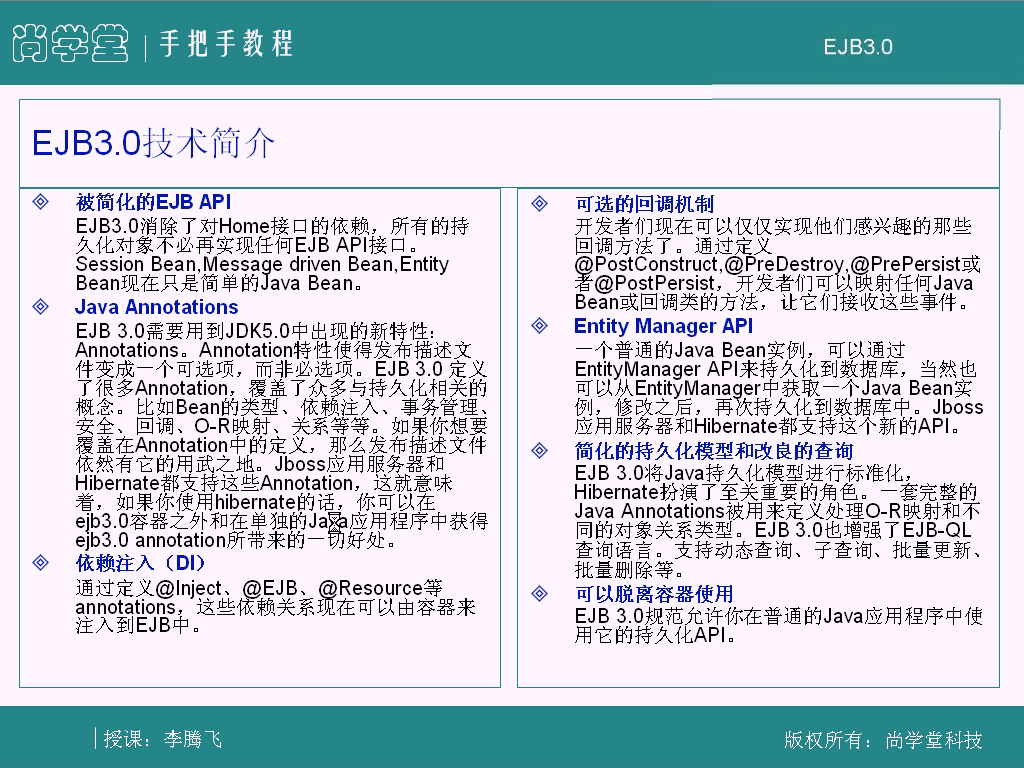 尚学堂
手把手教程
EJB3.0
EJB3.0技术简介
被简化的EJB API
EJB3.0消除了对Home接口的依赖，所有的持
久化对象不必再实现任何EJB API接口。
Session Bean,Message driven Bean,Entity
Bean现在只是简单的Java Bean。
Java Annotations
EJB 3.0需要用到JDK5.0中出现的新特性：
Annotations。Annotation特性使得发布描述文
件变成一个可选项，而非必选项。EJB 3.0 定义
了很多Annotation，覆盖了众多与持久化相关的
概念。比如Bean的类型、依赖注入、事务管理、
安全、回调、O-R映射、关系等等。如果你想要
覆盖在Annotation中的定义，那么发布描述文件
依然有它的用武之地。Jboss应用服务器和
Hibernate都支持这些Annotation，这就意味
着，如果你使用hibernate的话，你可以在
ejb3.0容器之外和在单独的Java应用程序中获得
ejb3.0 annotation所带来的一切好处。
依赖注入（DI）
通过定义@Inject、@EJB、@Resource等
annotations，这些依赖关系现在可以由容器来
注入到EJB中。
可选的回调机制
开发者们现在可以仅仅实现他们感兴趣的那些
回调方法了。通过定义
@PostConstruct,@PreDestroy,@PrePersist或
者@PostPersist，开发者们可以映射任何Java
Bean或回调类的方法，让它们接收这些事件。
Entity Manager API
一个普通的Java Bean实例，可以通过
EntityManager API来持久化到数据库，当然也
可以从EntityManager中获取一个Java Bean实
例，修改之后，再次持久化到数据库中。Jboss
应用服务器和Hibernate都支持这个新的API。
简化的持久化模型和改良的查询
EJB 3.0将Java持久化模型进行标准化，
Hibernate扮演了至关重要的角色。一套完整的
Java Annotations被用来定义处理O-R映射和不
同的对象关系类型。EJB 3.0也增强了EJB-QL
查询语言。支持动态查询、子查询、批量更新、
批量删除等。
可以脱离容器使用
EJB 3.0规范允许你在普通的Java应用程序中使
用它的持久化API。
授课：李腾飞
版权所有：尚学堂科技